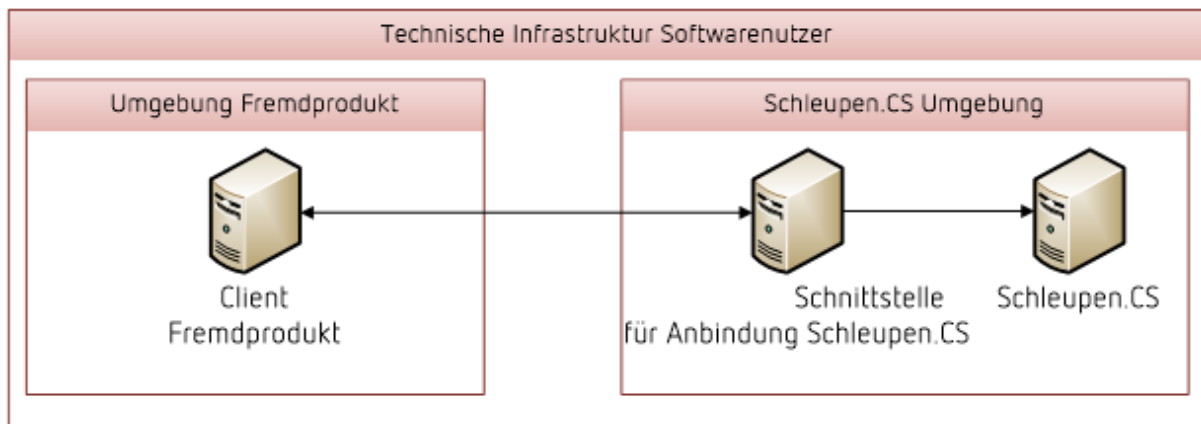 Technische Infrastruktur Softwarenutzer
Umgebung Fremdprodukt
Schleupen.CS Umgebung
Client
Fremdprodukt
Schnittstelle
für Anbindung Schleupen.CS
Schleupen.CS